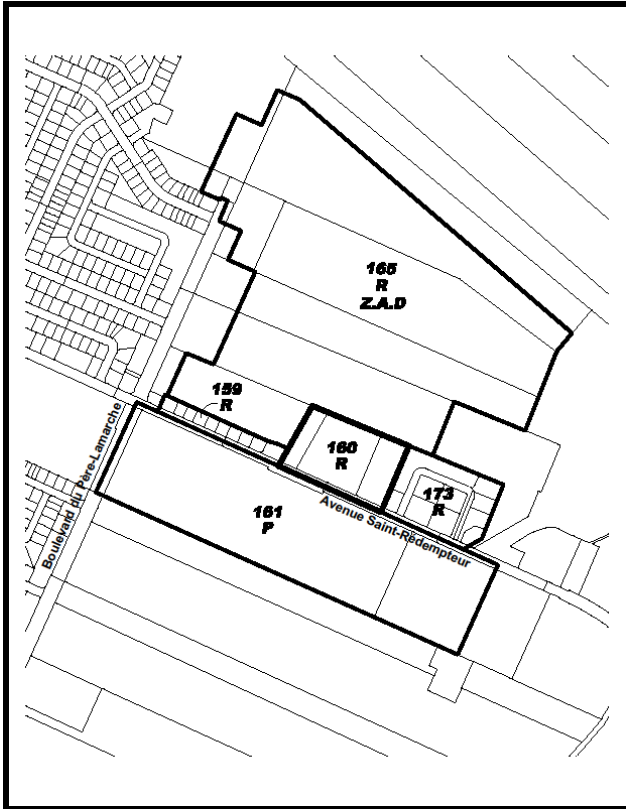 165
R
Z.A.D
159
R
160
R
173
R
161
P
Boulevard du Père-Lamarche
Avenue Saint-Rédempteur